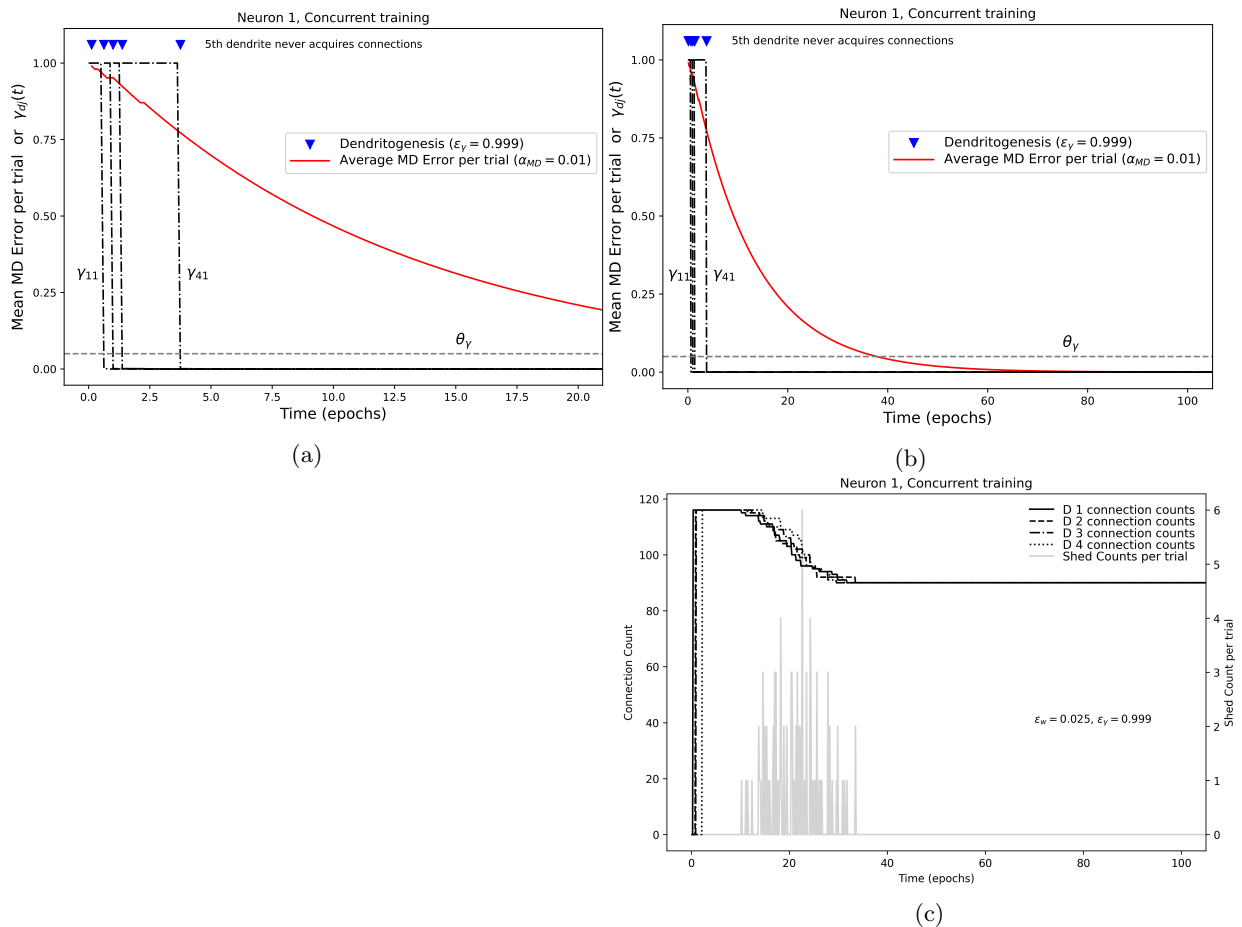 Neuron 1, Concurrent training
5th dendrite never acquires connections
Dendritogenesis (ϵγ = 0.999)
Average MD Error per trial (αMD = 0.01)
Mean MD Error per trial or γdj(t)
1.00
0.75
0.50
0.25
0.00
γ11
γ41
θγ
0.0 2.5 5.0 7.5 10.0 12.5 15.0 17.5 20.0
Time (epochs)
(a)
Neuron 1, Concurrent training
5th dendrite never acquires connections
Dendritogenesis (ϵγ = 0.999)
Average MD Error per trial (αMD = 0.01)
Mean MD Error per trial or γdj(t)
1.00
0.75
0.50
0.25
0.00
γ11
γ41
θγ
0 20 40 60 80 100
Time (epochs)
(b)
Neuron 1, Concurrent training
D 1 connection counts
D 2 connection counts
D 3 connection counts
D 4 connection counts
Shed Counts per trial
Connection Count
120
100
80
60
40
20
0
ϵw = 0.025, ϵγ = 0.999
6
5
4
3
2
1
0
Shed Count per trial
0 20 40 60 80 100
Time (epochs)
(c)